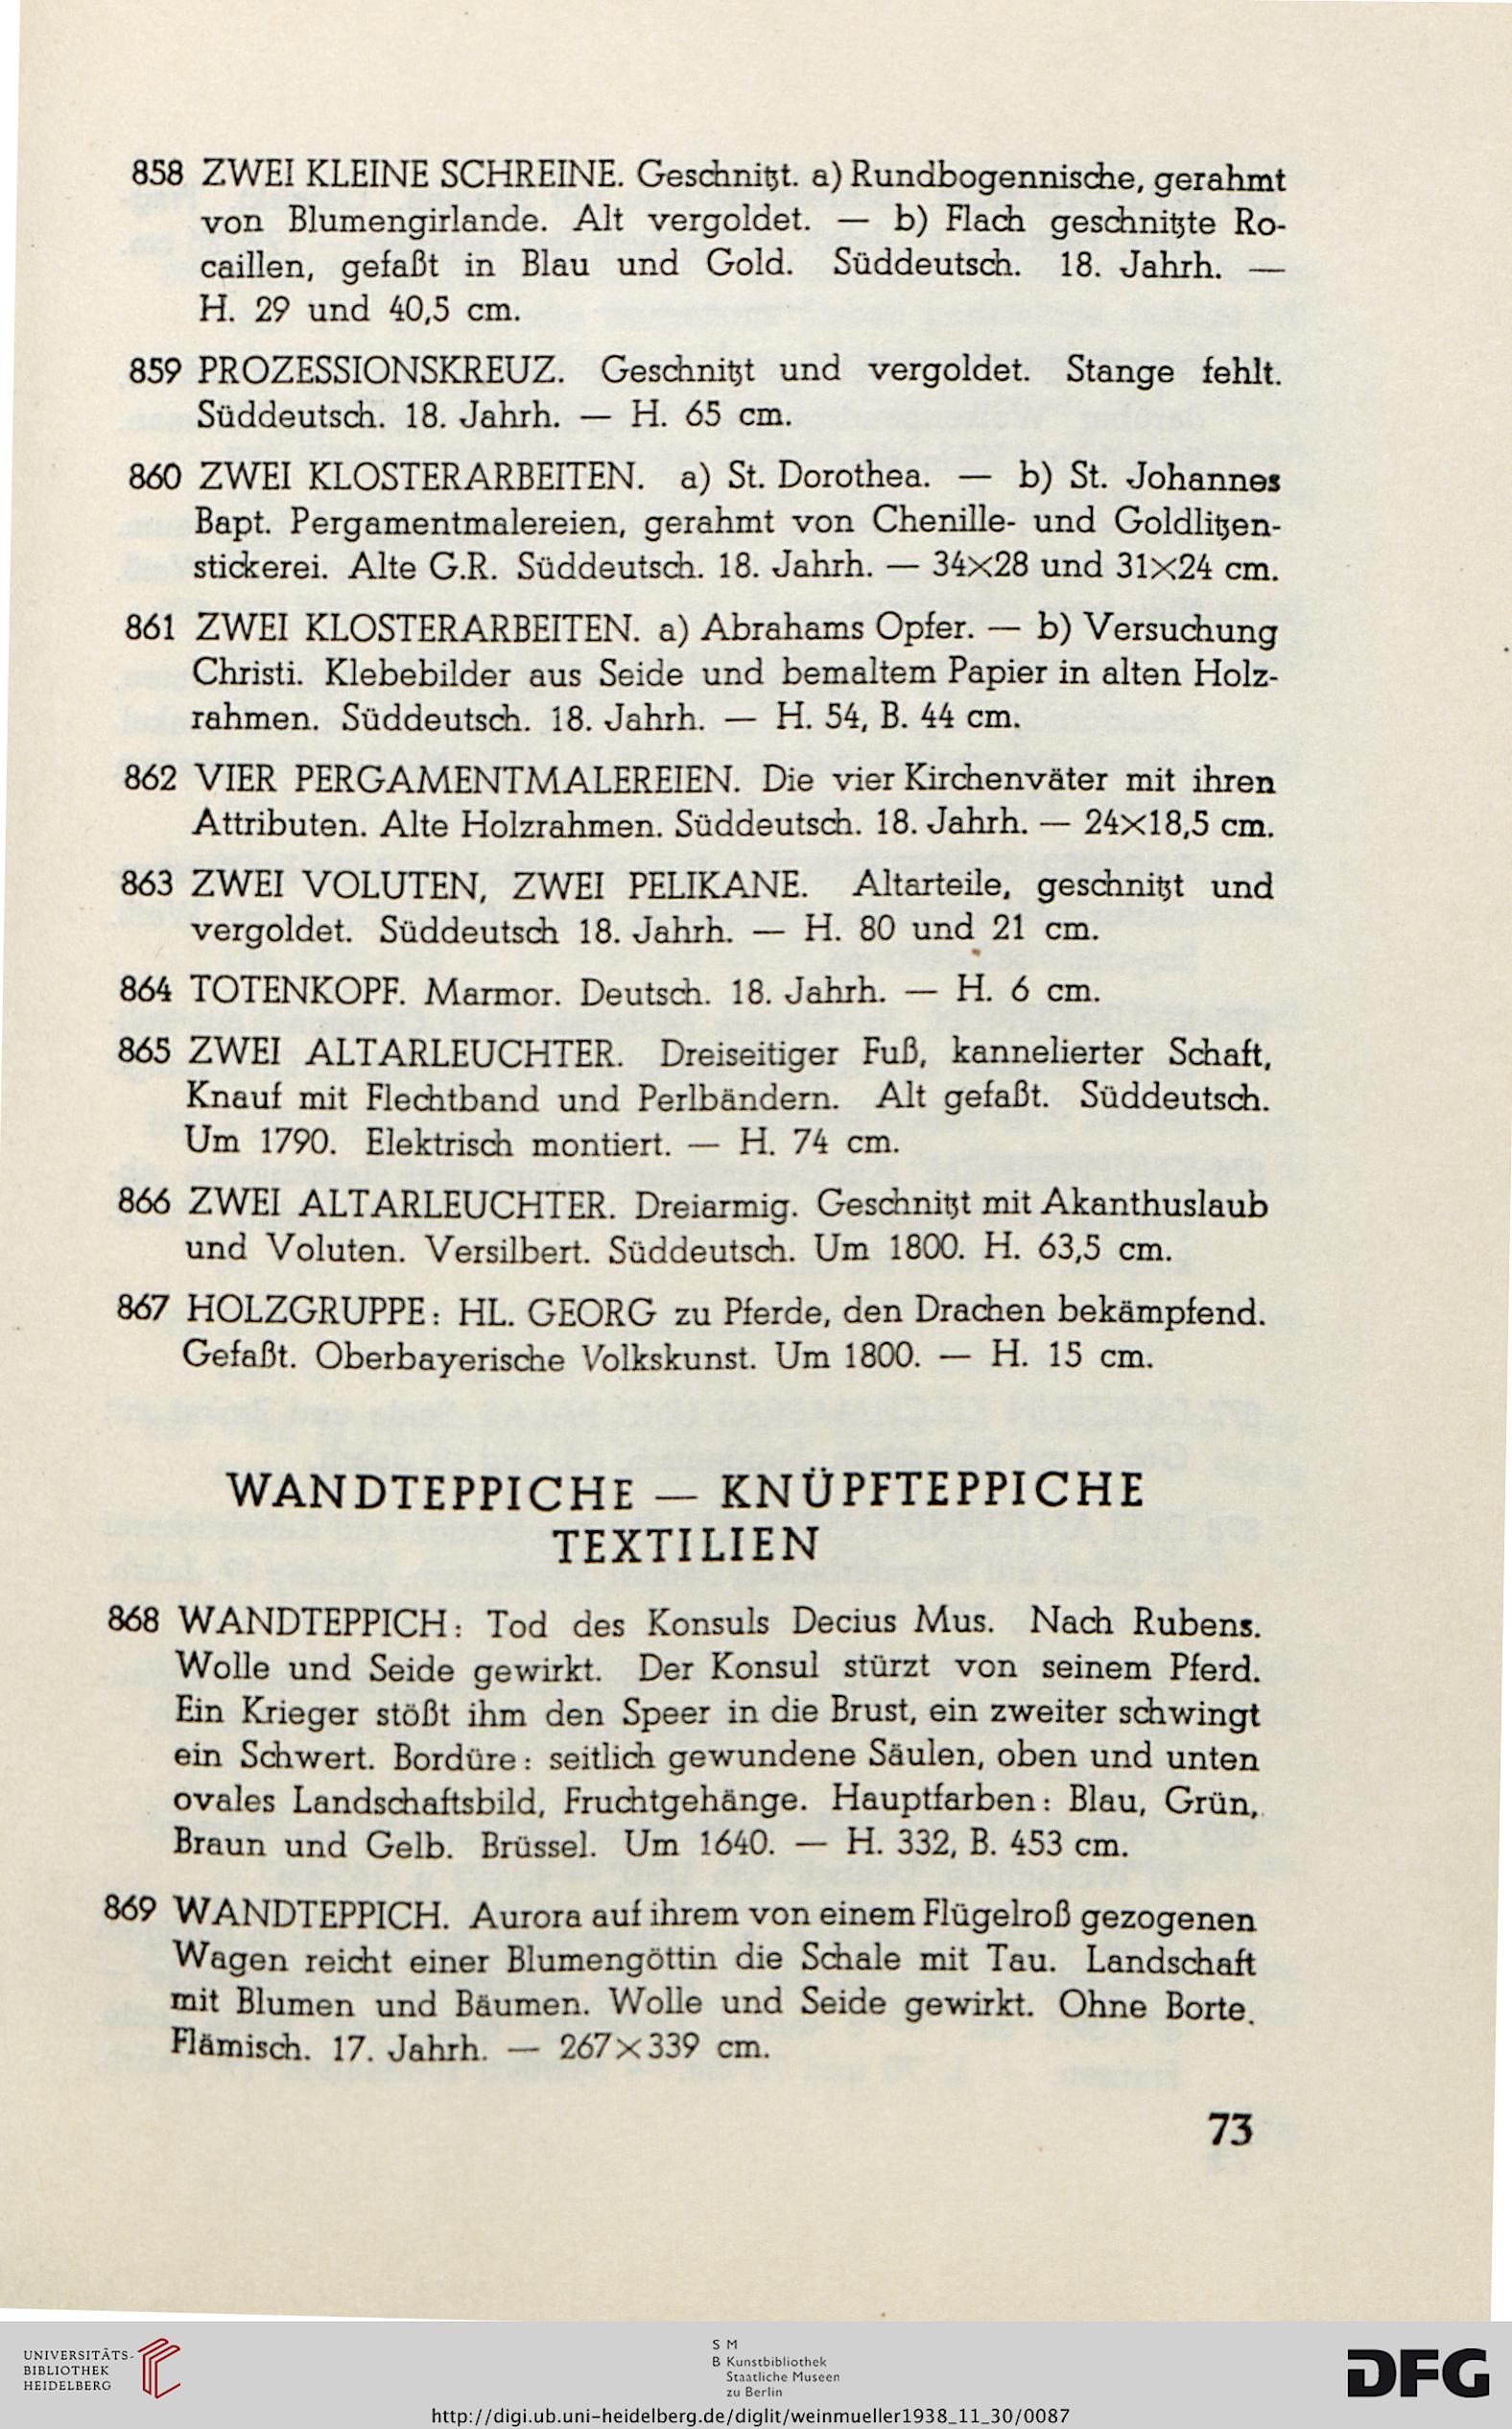 858 ZWEI KLEINE SCHREINE. Geschnitzt. a) Rundbogennische, gerahmt
von Blumengirlande. Alt vergoldet. — b) Flach geschnitzte Ro-
caillen, gefaßt in Blau und Gold. Süddeutsch. 18. Jahrh. —
H. 29 und 40,5 cm.
859 PROZESSIONSKREUZ. Geschnitzt und vergoldet. Stange fehlt.
Süddeutsch. 18. Jahrh. — H. 65 cm.
860 ZWEI KLOSTERARBEITEN. a) St. Dorothea. — b) St. Johannes
Bapt. Pergamentmalereien, gerahmt von Chenille- und Goldlitzen-
stickerei. Alte G.R. Süddeutsch. 18. Jahrh. — 34×28 und 31×24 cm.
861 ZWEI KLOSTERARBEITEN. a) Abrahams Opfer. — b) Versuchung
Christi. Klebebilder aus Seide und bemaltem Papier in alten Holz-
rahmen. Süddeutsch. 18. Jahrh. — H. 54, B. 44 cm.
862 VIER PERGAMENTMALEREIEN. Die vier Kirchenväter mit ihren
Attributen. Alte Holzrahmen. Süddeutsch. 18. Jahrh. — 24×18,5 cm.
863 ZWEI VOLUTEN, ZWEI PELIKANE. Altarteile, geschnitzt und
vergoldet. Süddeutsch 18. Jahrh. — H. 80 und 21 cm.
864 TOTENKOPF. Marmor. Deutsch. 18. Jahrh. — H. 6 cm.
865 ZWEI ALTARLEUCHTER. Dreiseitiger Fuß, kannelierter Schaft,
Knauf mit Flechtband und Perlbändern. Alt gefaßt. Süddeutsch.
Um 1790. Elektrisch montiert. — H. 74 cm.
866 ZWEI ALTARLEUCHTER. Dreiarmig. Geschnitzt mit Akanthuslaub
und Voluten. Versilbert. Süddeutsch. Um 1800. H. 63,5 cm.
867 HOLZGRUPPE: HL. GEORG zu Pferde, den Drachen bekämpfend.
Gefaßt. Oberbayerische Volkskunst. Um 1800. — H. 15 cm.
WANDTEPPICHE — KNÜPFTEPPICHE
TEXTILIEN
868 WANDTEPPICH: Tod des Konsuls Decius Mus. Nach Rubens.
Wolle und Seide gewirkt. Der Konsul stürzt von seinem Pferd.
Ein Krieger stößt ihm den Speer in die Brust, ein zweiter schwingt
ein Schwert. Bordüre: seitlich gewundene Säulen, oben und unten
ovales Landschaftsbild, Fruchtgehänge. Hauptfarben: Blau, Grün,
Braun und Gelb. Brüssel. Um 1640. — H. 332, B. 453 cm.
869 WANDTEPPICH. Aurora auf ihrem von einem Flügelroß gezogenen
Wagen reicht einer Blumengöttin die Schale mit Tau. Landschaft
mit Blumen und Bäumen. Wolle und Seide gewirkt. Ohne Borte.
Flämisch. 17. Jahrh. — 267×339 cm.
73
UNIVERSITÄTS-
BIBLIOTHEK
HEIDELBERG
S M
B Kunstbibliothek
Staatliche Museen
zu Berlin
DFG
http://digi.ub.uni-heidelberg.de/diglit/weinmueller1938_11_30/0087